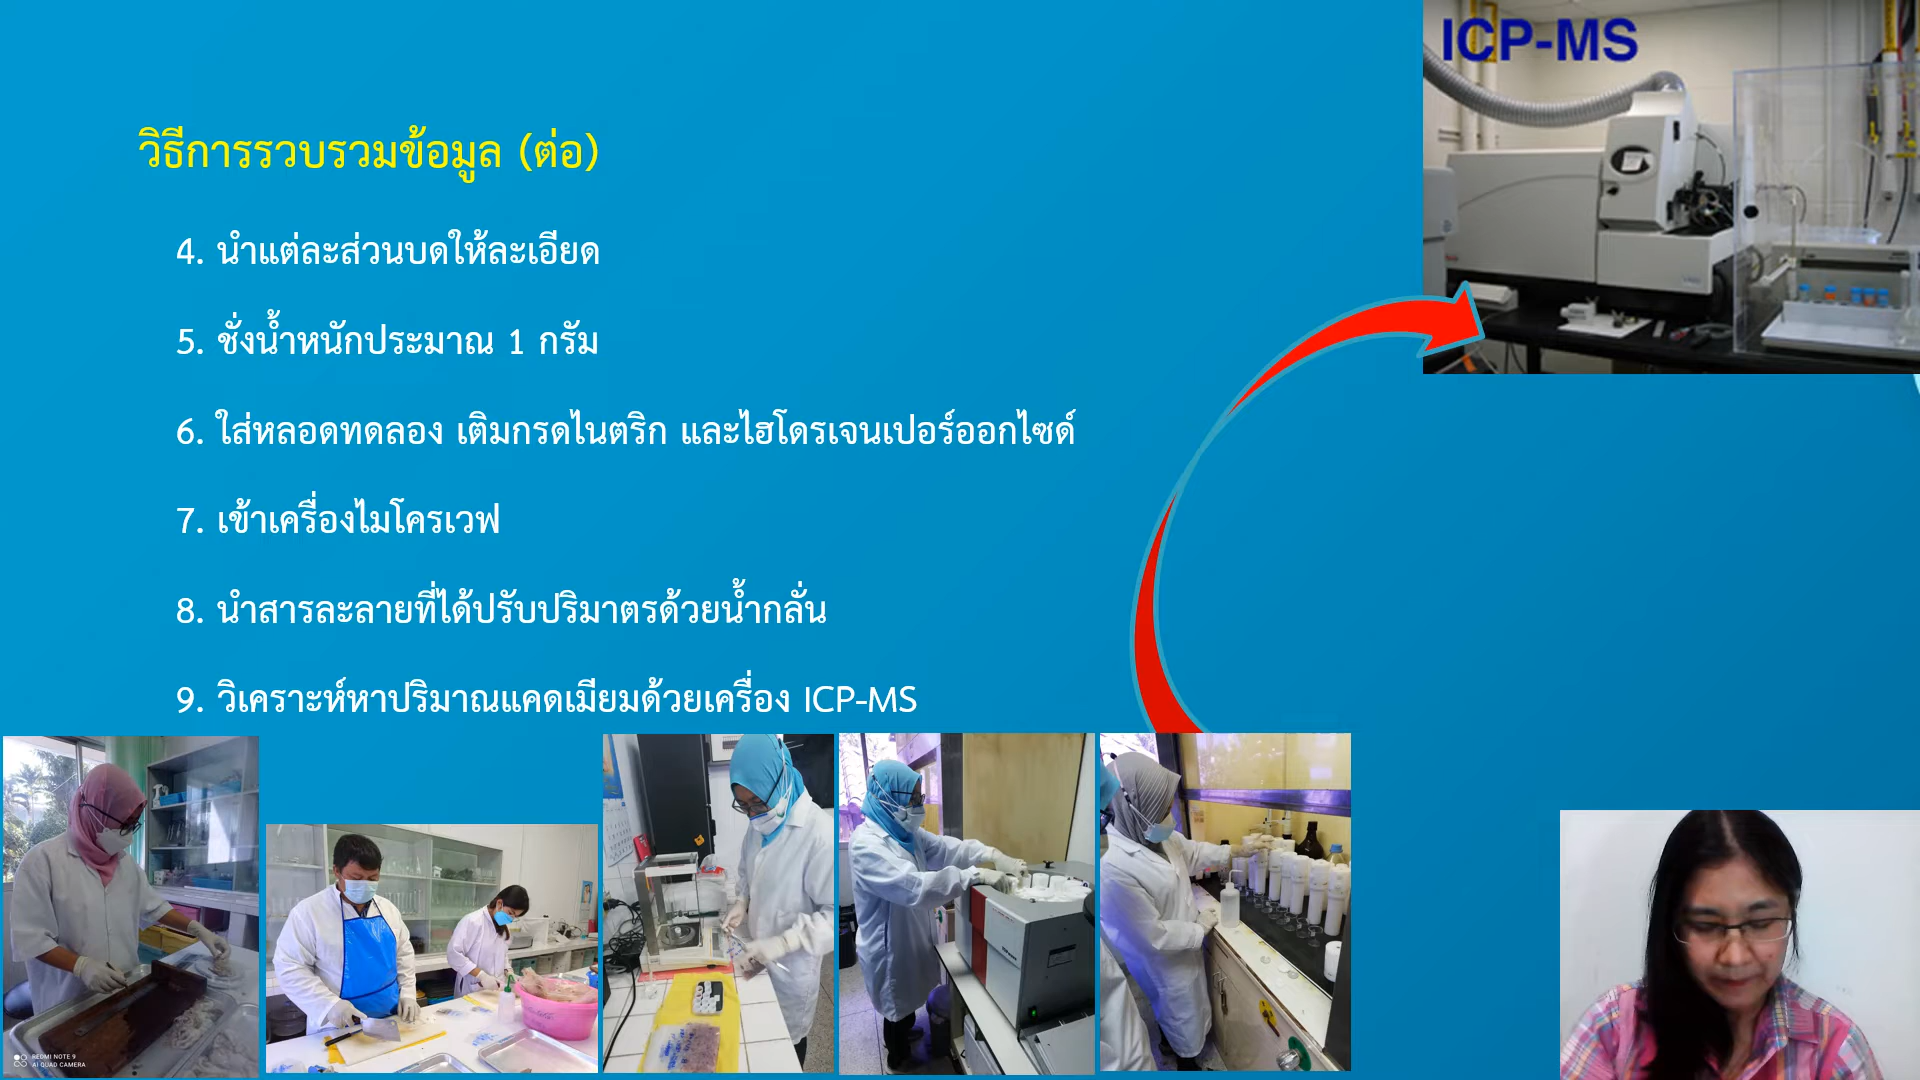 ICP-MS
วิธีการรวบรวมข้อมูล (ต่อ)
4. นำแต่ละส่วนบดให้ละเอียด
5. ชั่งน้ำหนักประมาณ 1 กรัม
6. ใส่หลอดทดลอง เติมกรดไนตริก และไฮโดรเจนเปอร์ออกไซด์
7. เข้าเครื่องไมโครเวฟ
8. นำสารละลายที่ได้ปรับปริมาตรด้วยน้ำกลั่น
9. วิเคราะห์หาปริมาณแคดเมียมด้วยเครื่อง ICP-MS
REDMI NOTE 9
AI QUAD CAMERA